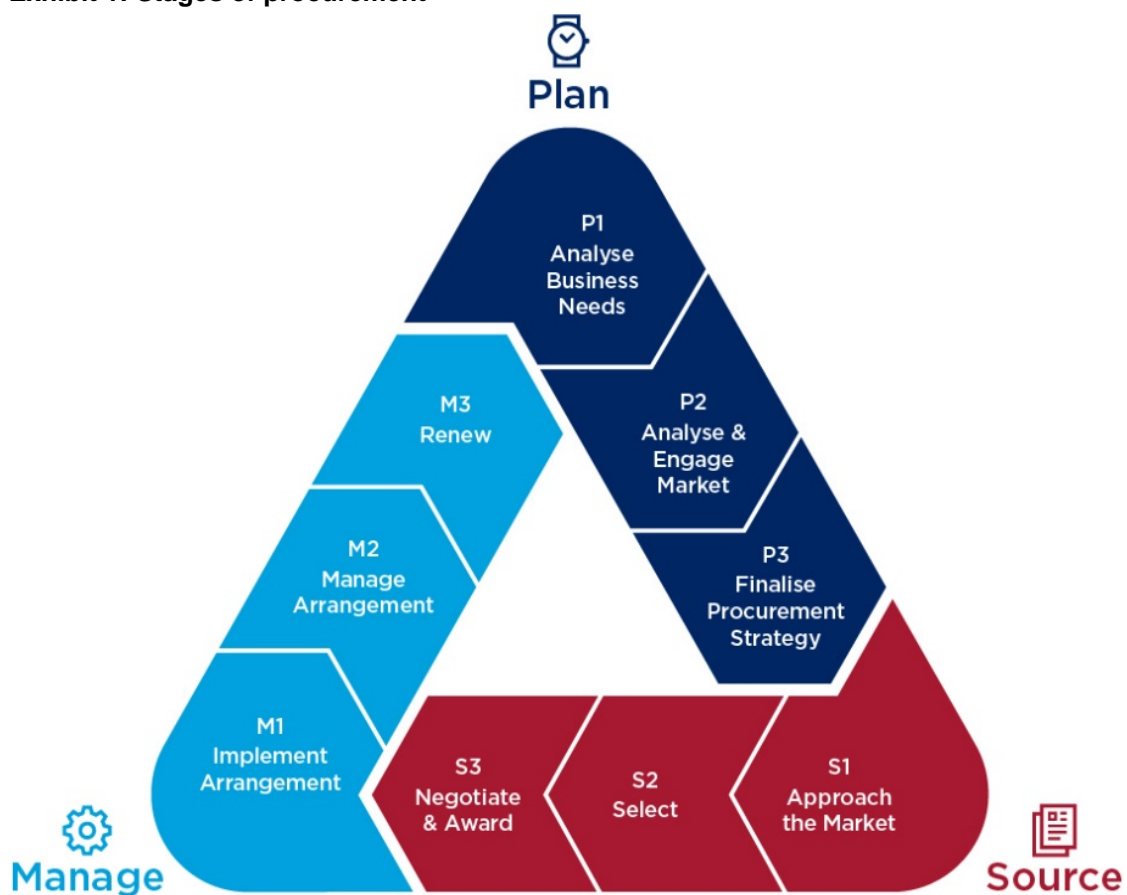 Plan
P1
Analyse
Business
Needs
P2
Analyse &
Engage
Market
P3
Finalise
Procurement
Strategy
S1
Approach
the Market
S2
Select
S3
Negotiate
& Award
M1
Implement
Arrangement
M2
Manage
Arrangement
M3
Renew
Manage
Source